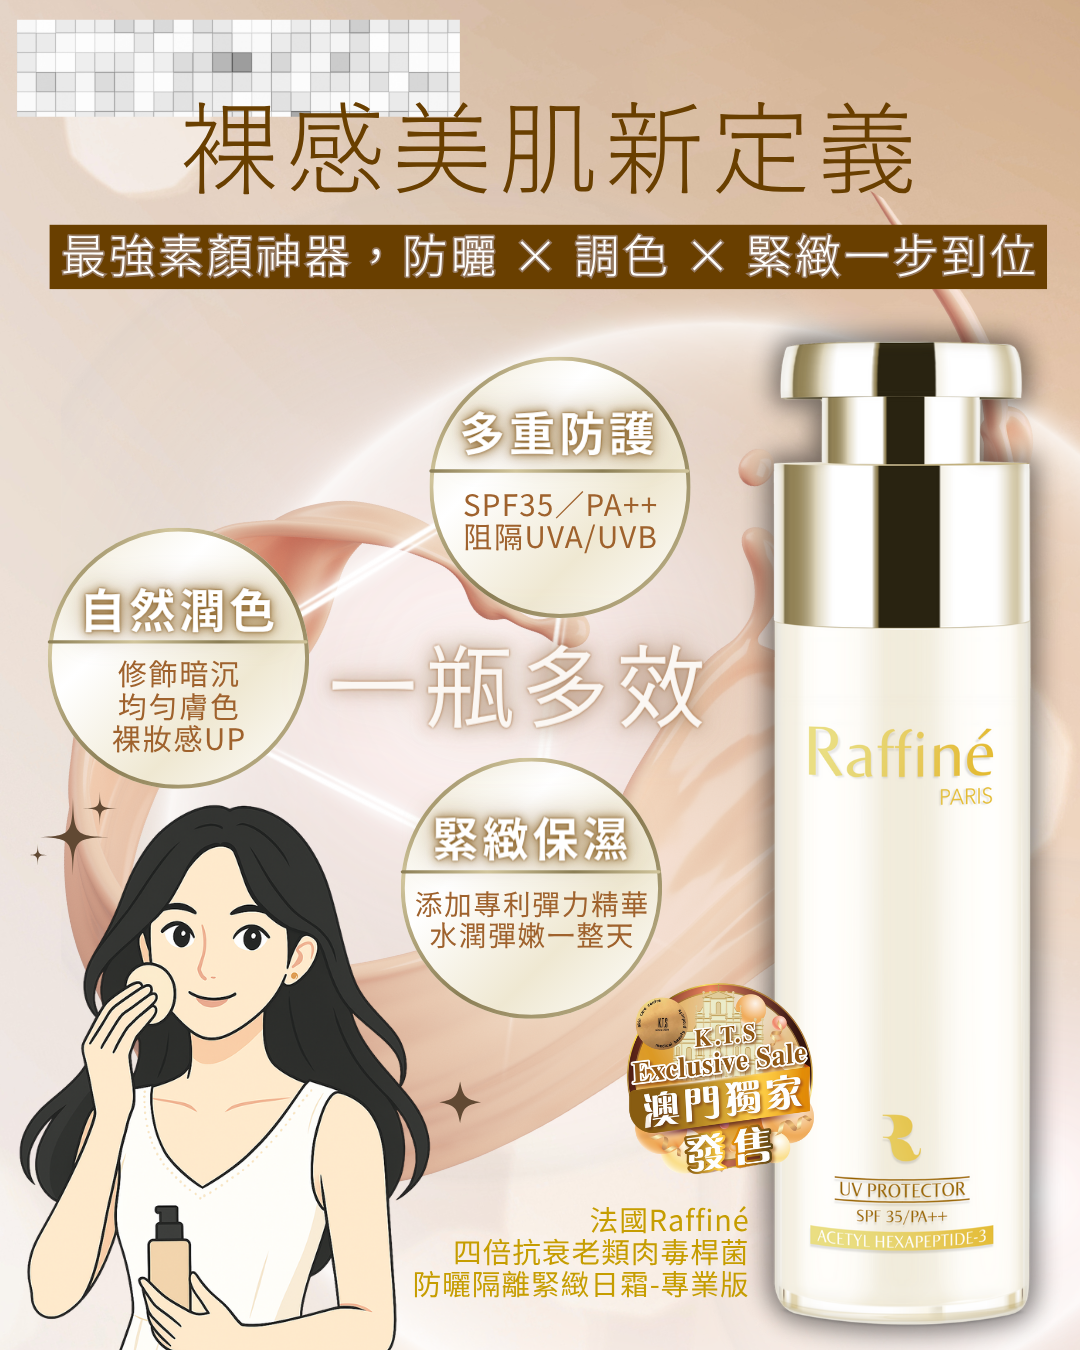 裸感美肌新定義
最強素顏神器，防曬 × 調色 × 緊緻一步到位
多重防護
SPF35／PA++
阻隔UVA/UVB
自然潤色
修飾暗沉
均勻膚色
裸妝感UP
一瓶多效
緊緻保濕
添加專利彈力精華
水潤彈嫩一整天
Raffiné
PARIS
K.T.S
K.T.S
Exclusive Sale
澳門獨家
發售
R
UV PROTECTOR
SPF 35/PA++
ACETYL HEXAPEPTIDE-3
法國Raffiné
四倍抗衰老類肉毒桿菌
防曬隔離緊緻日霜-專業版